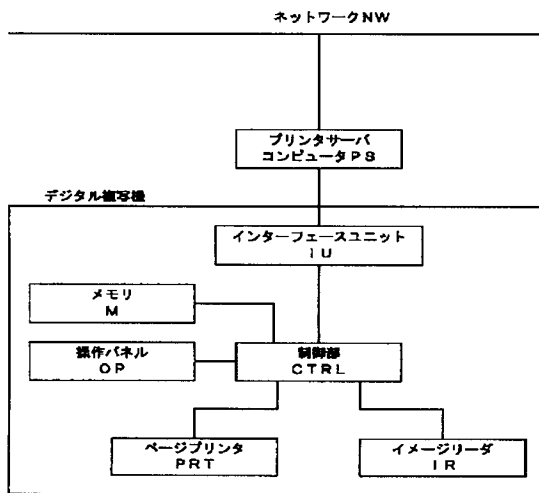 ネットワークNW
プリンタサーバ
コンピュータPS
デジタル複写機
インターフェースユニット
IU
メモリ
M
操作パネル
OP
制御部
CTRL
ページプリンタ
PRT
イメージリーダ
IR